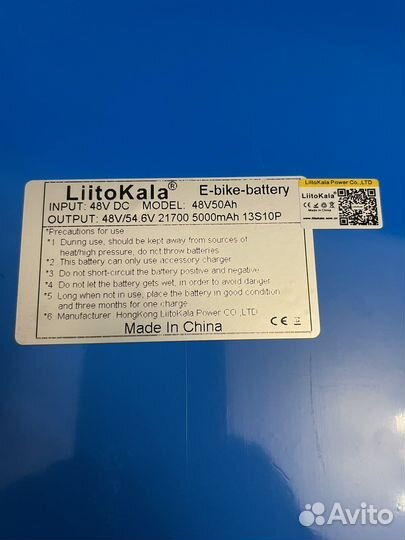 LiitoKala® E-bike-battery
INPUT: 48V DC MODEL: 48V50Ah
OUTPUT: 48V/54.6V 21700 5000mAh 13S10P
*Precautions for use
*1 During use, should be kept away from sources of
heat/high pressure, do not throw batteries
*2 This battery can only use accessory charger
*3 Do not short-circuit the battery positive and negative
*4 Do not let the battery gets wet, in order to avoid danger
*5 Long when not in use, place the battery in good condition
and three months for one charge
*6 Manufacturer HongKong LiitoKala Power CO.,LTD
Made In China
CE
LiitoKala Power Co.,LTD
LiitoKala®
Made in China
Avito